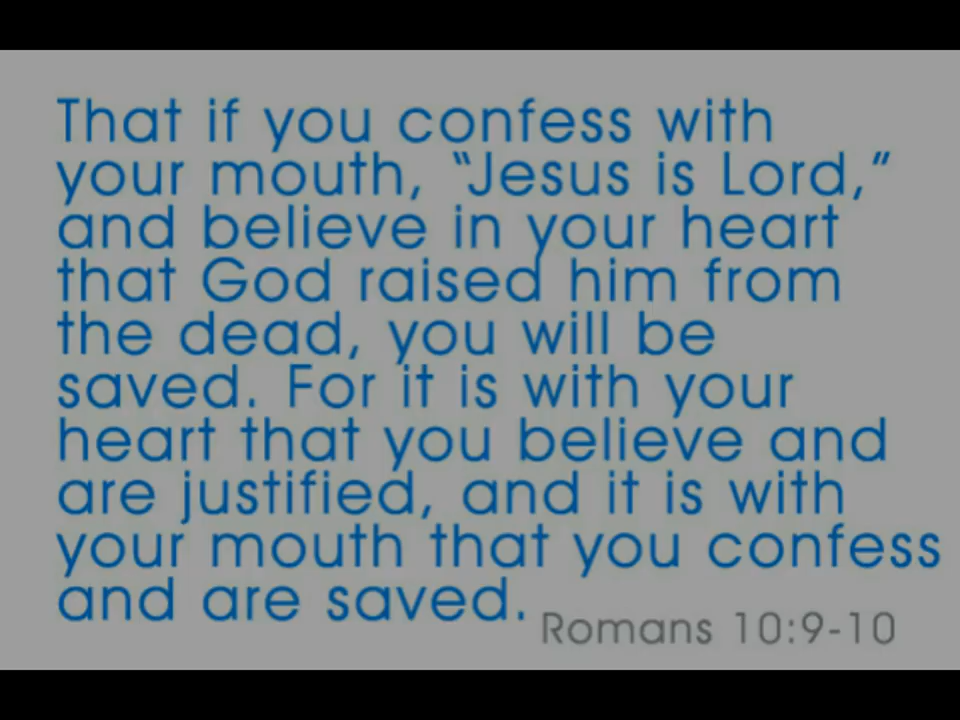 That if you confess with
your mouth, “Jesus is Lord,”
and believe in your heart
that God raised him from
the dead, you will be
saved. For it is with your
heart that you believe and
are justified, and it is with
your mouth that you confess
and are saved.
Romans 10:9-10